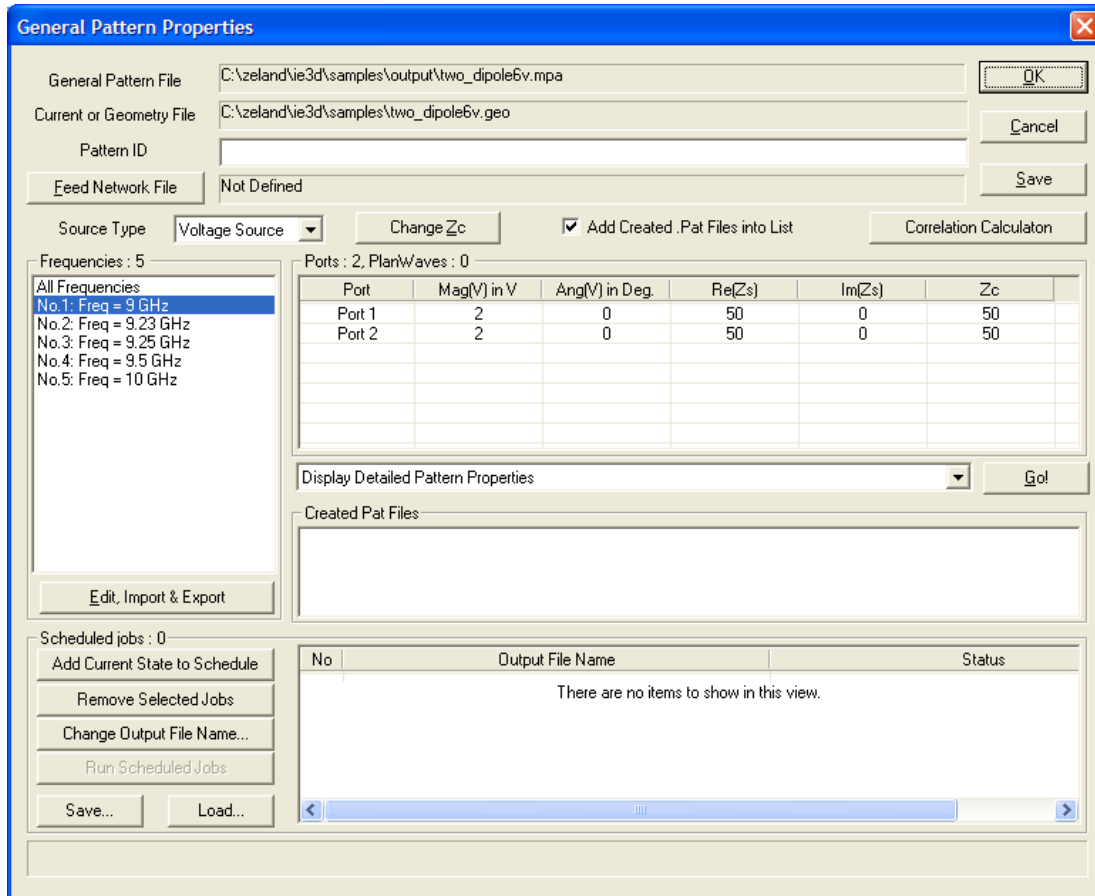 General Pattern Properties
General Pattern File C:\zeland\ie3d\samples\output\two_dipole6v.mpa OK
Current or Geometry File C:\zeland\ie3d\samples\two_dipole6v.geo Cancel
Pattern ID
Feed Network File Not Defined Save
Source Type Voltage Source Change Zc Add Created .Pat Files into List Correlation Calculaton
Frequencies : 5
All Frequencies
No.1: Freq = 9 GHz
No.2: Freq = 9.23 GHz
No.3: Freq = 9.25 GHz
No.4: Freq = 9.5 GHz
No.5: Freq = 10 GHz
Edit, Import & Export
Ports : 2, PlanWaves : 0
Port Mag(V) in V Ang(V) in Deg. Re(Zs) Im(Zs) Zc
Port 1 2 0 50 0 50
Port 2 2 0 50 0 50
Display Detailed Pattern Properties Go!
Created Pat Files
Scheduled jobs : 0
Add Current State to Schedule
Remove Selected Jobs
Change Output File Name...
Run Scheduled Jobs
Save... Load...
No Output File Name Status
There are no items to show in this view.